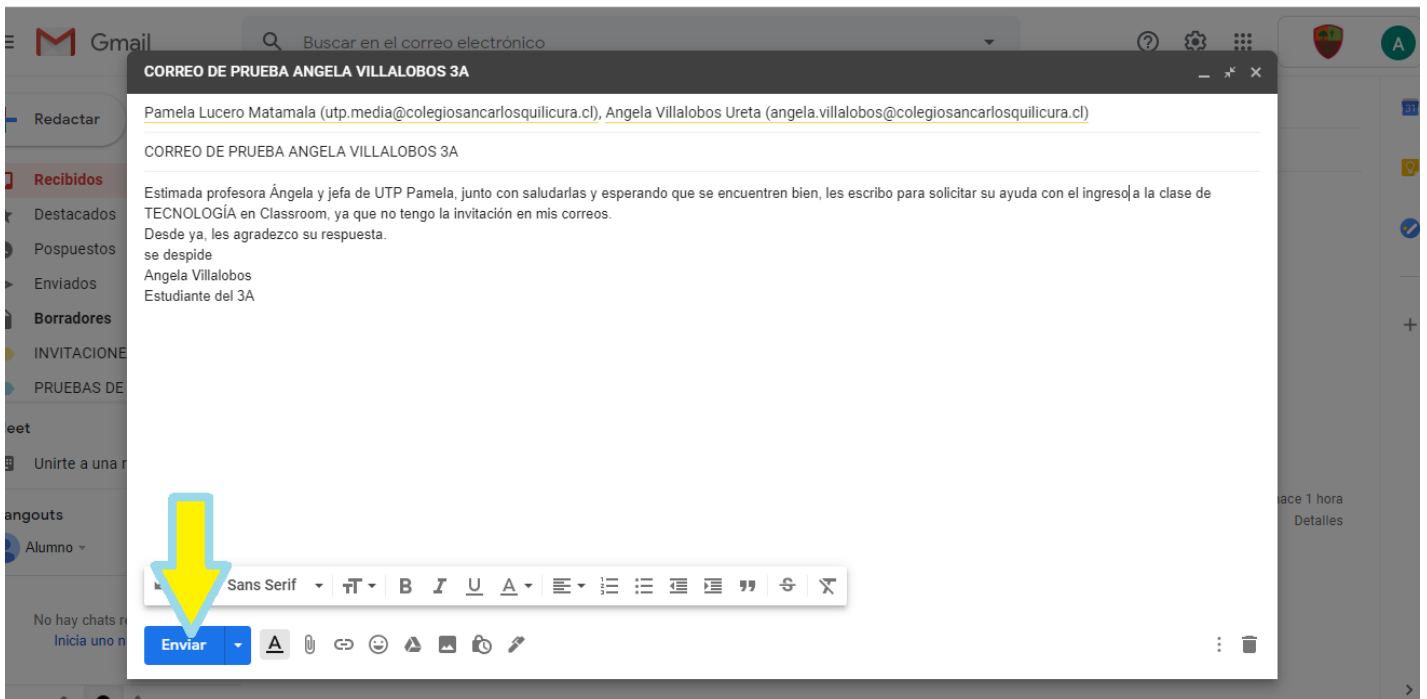 Gmail
Buscar en el correo electrónico
A
CORREO DE PRUEBA ANGELA VILLALOBOS 3A
Pamela Lucero Matamala (utp.media@colegiosancarlosquilicura.cl), Angela Villalobos Ureta (angela.villalobos@colegiosancarlosquilicura.cl)
CORREO DE PRUEBA ANGELA VILLALOBOS 3A
Estimada profesora Ángela y jefa de UTP Pamela, junto con saludarlas y esperando que se encuentren bien, les escribo para solicitar su ayuda con el ingreso a la clase de
TECNOLOGÍA en Classroom, ya que no tengo la invitación en mis correos.
Desde ya, les agradezco su respuesta.
se despide
Angela Villalobos
Estudiante del 3A
Redactar
Recibidos
Destacados
Pospuestos
Enviados
Borradores
INVITACIONE
PRUEBAS DE
eet
Unirte a una r
angouts
Alumno
No hay chats re
Inicia uno n
Sans Serif
Enviar
ace 1 hora
Detalles
31